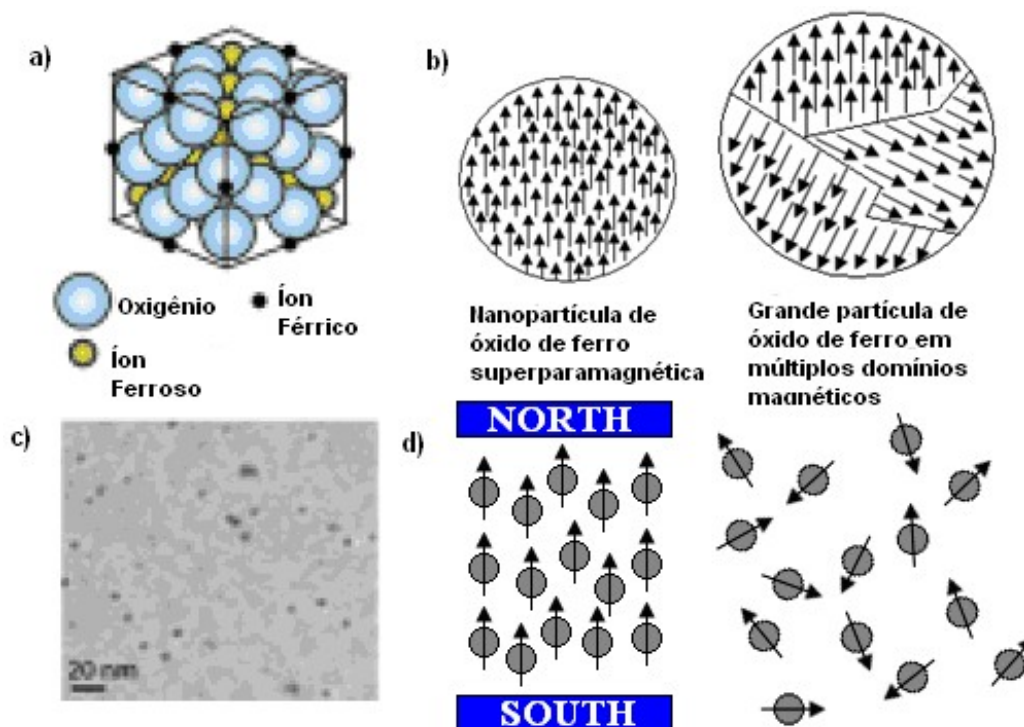 a)
b)
Oxigênio
Íon
Férrico
Íon
Ferroso
Nanopartícula de
óxido de ferro
superparamagnética
Grande partícula de
óxido de ferro em
múltiplos domínios
magnéticos
c)
20 nm
d)
NORTH
SOUTH